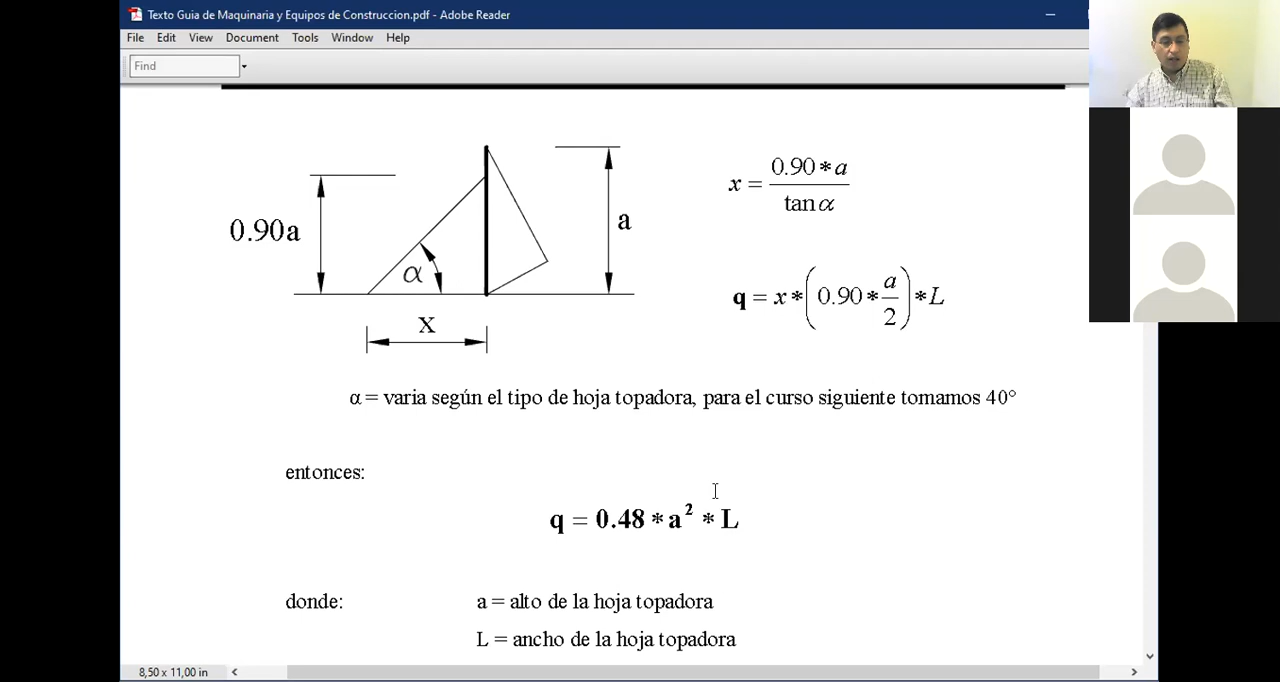 Texto Guia de Maquinaria y Equipos de Construccion.pdf - Adobe Reader
File Edit View Document Tools Window Help
Find
0.90a
α
a
X
x = 0.90 * a / tan α
q = x * (0.90 * a / 2) * L
α = varia según el tipo de hoja topadora, para el curso siguiente tomamos 40°
entonces:
q = 0.48 * a² * L
donde: a = alto de la hoja topadora
L = ancho de la hoja topadora
8,50 x 11,00 in